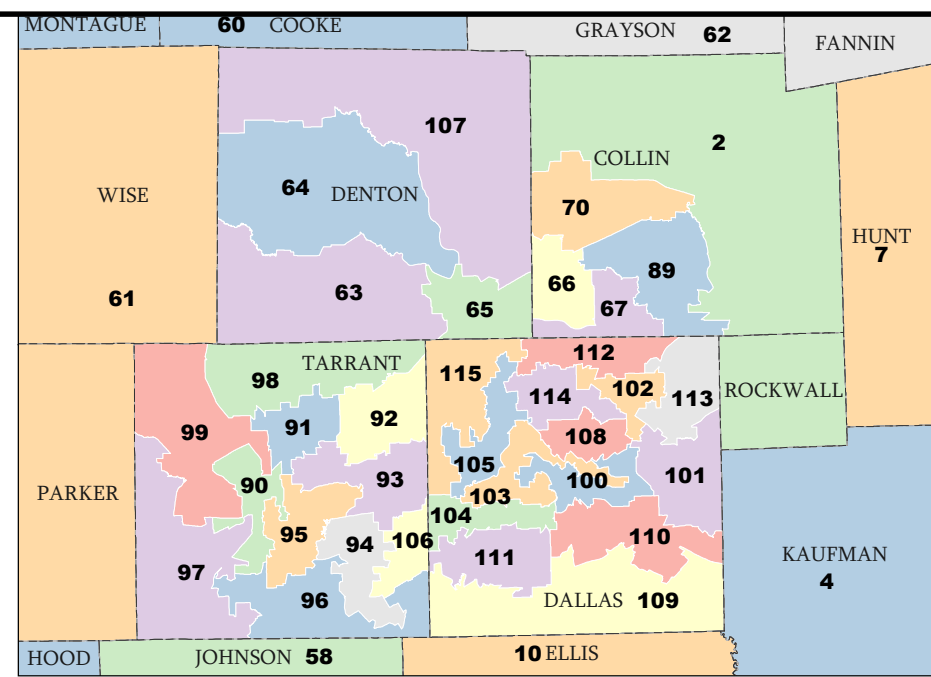 MONTAGUE 60 COOKE
GRAYSON 62
FANNIN
107
2
COLLIN
WISE
64 DENTON
70
HUNT
7
89
66
63
61
65
67
TARRANT
112
98
115
102
ROCKWALL
114
113
92
91
99
108
105
101
93
100
90
PARKER
103
104
95
94
106
110
111
KAUFMAN
4
97
96
DALLAS 109
HOOD
JOHNSON 58
10 ELLIS